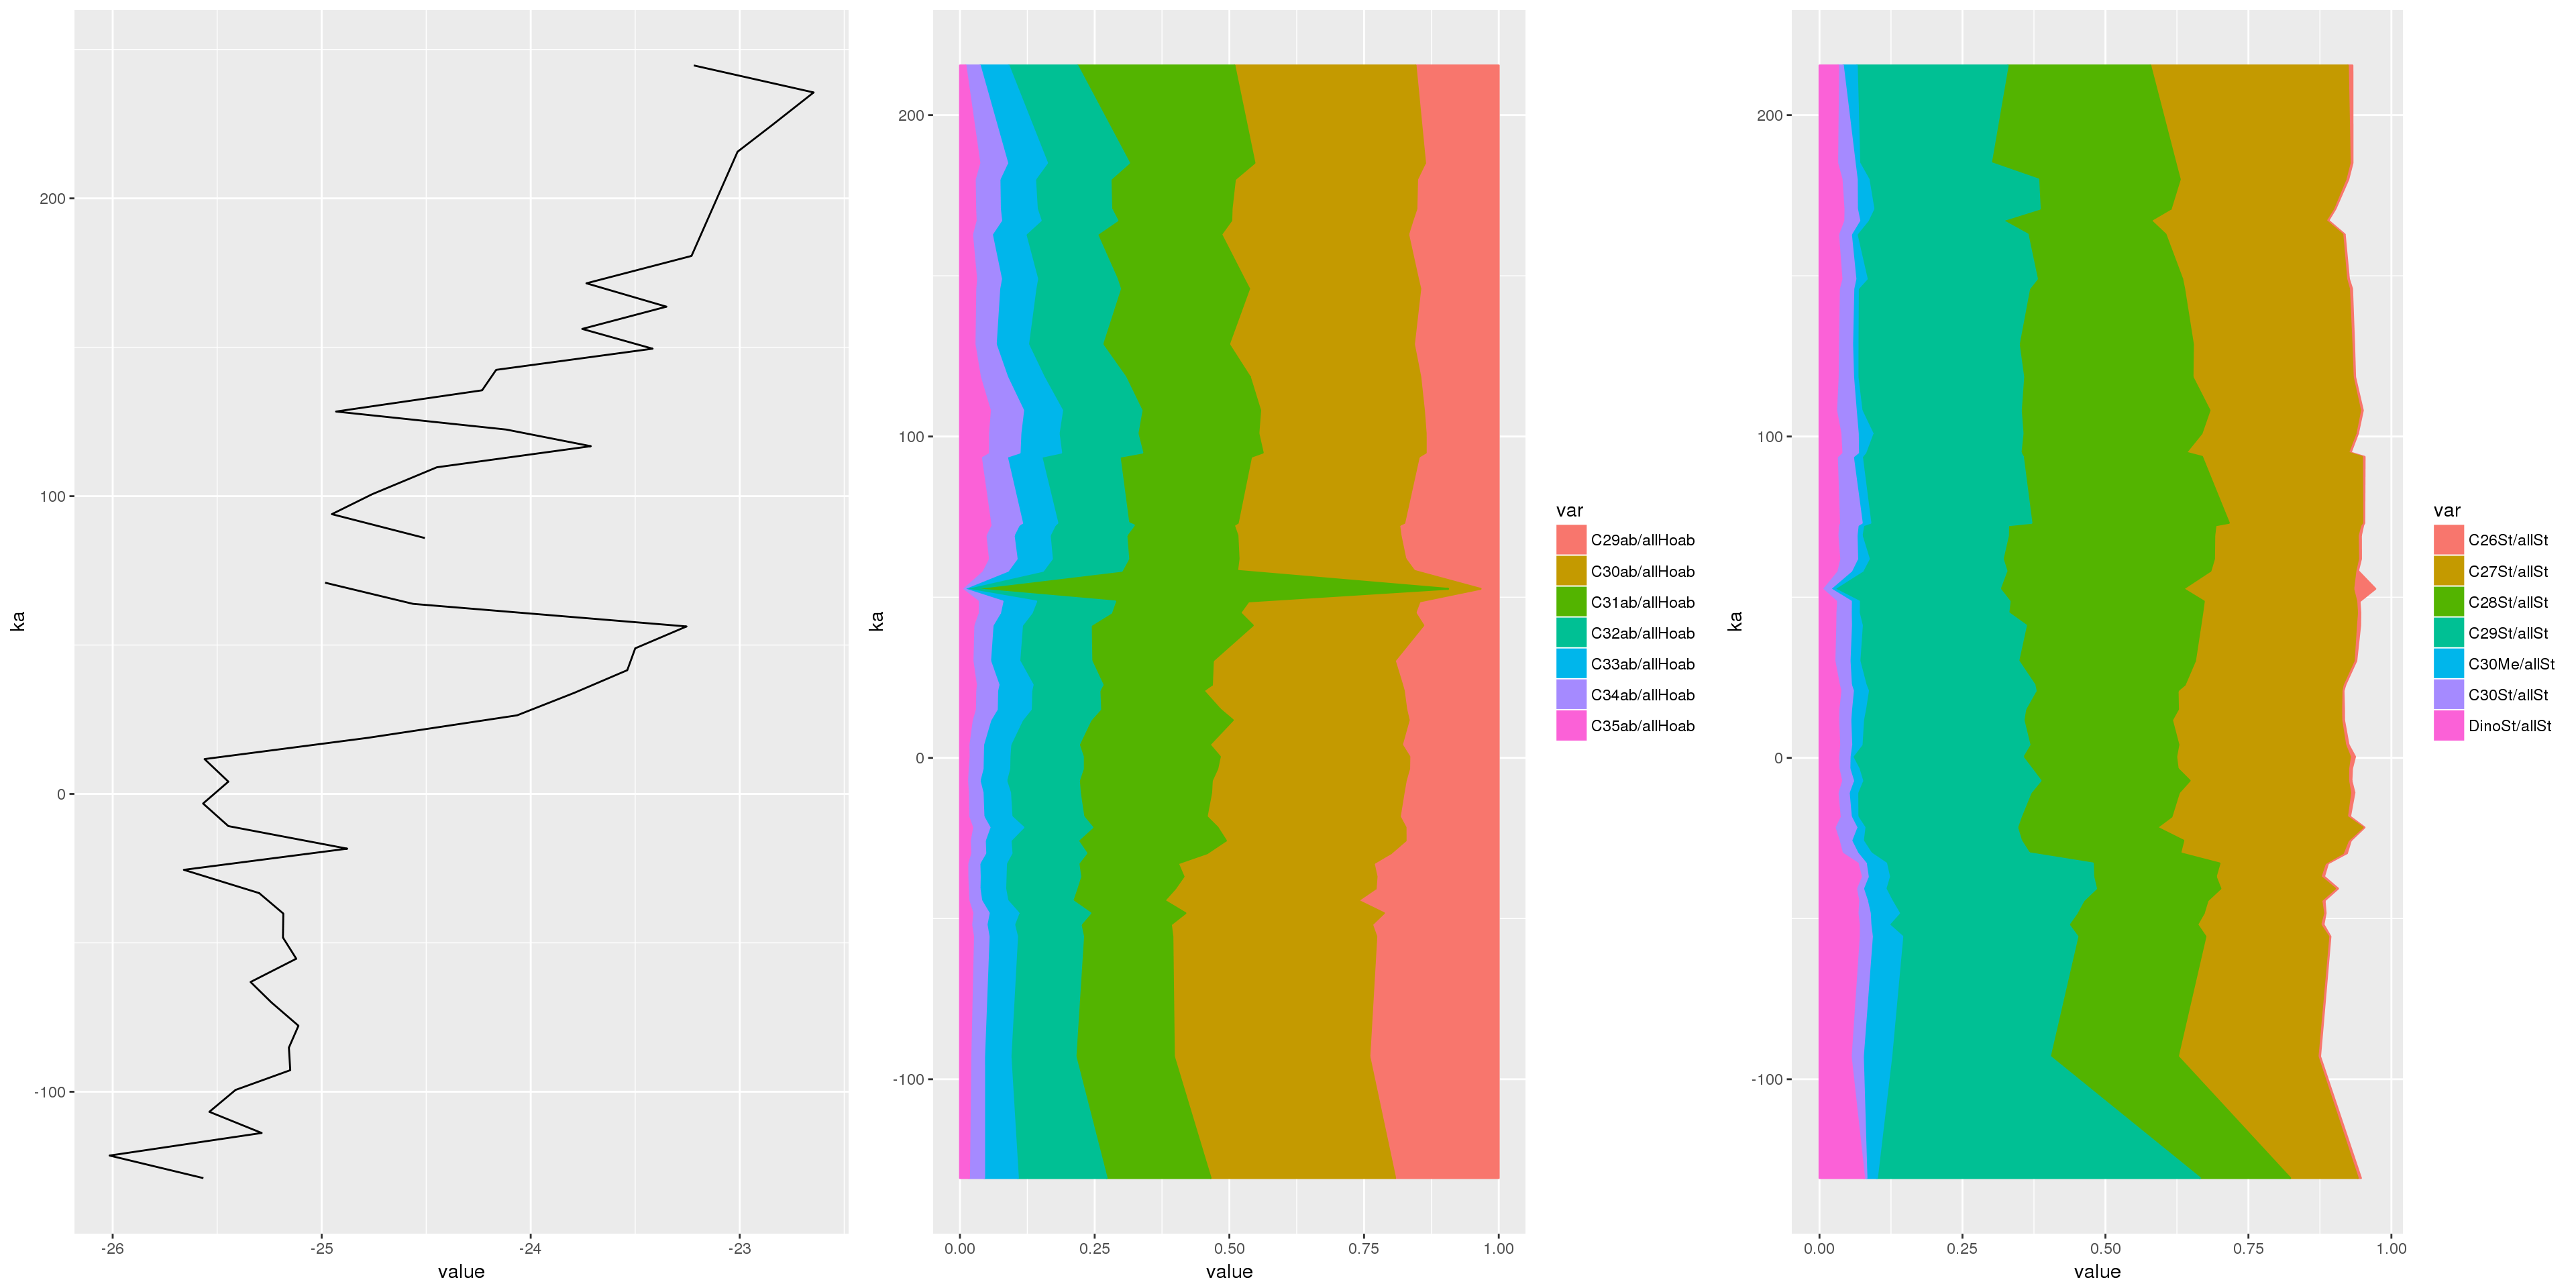 200
100
0
-100
ka
-26
-25
-24
-23
value
200
100
0
-100
ka
0.00
0.25
0.50
0.75
1.00
value
var
C29ab/allHoab
C30ab/allHoab
C31ab/allHoab
C32ab/allHoab
C33ab/allHoab
C34ab/allHoab
C35ab/allHoab
200
100
0
-100
ka
0.00
0.25
0.50
0.75
1.00
value
var
C26St/allSt
C27St/allSt
C28St/allSt
C29St/allSt
C30Me/allSt
C30St/allSt
DinoSt/allSt